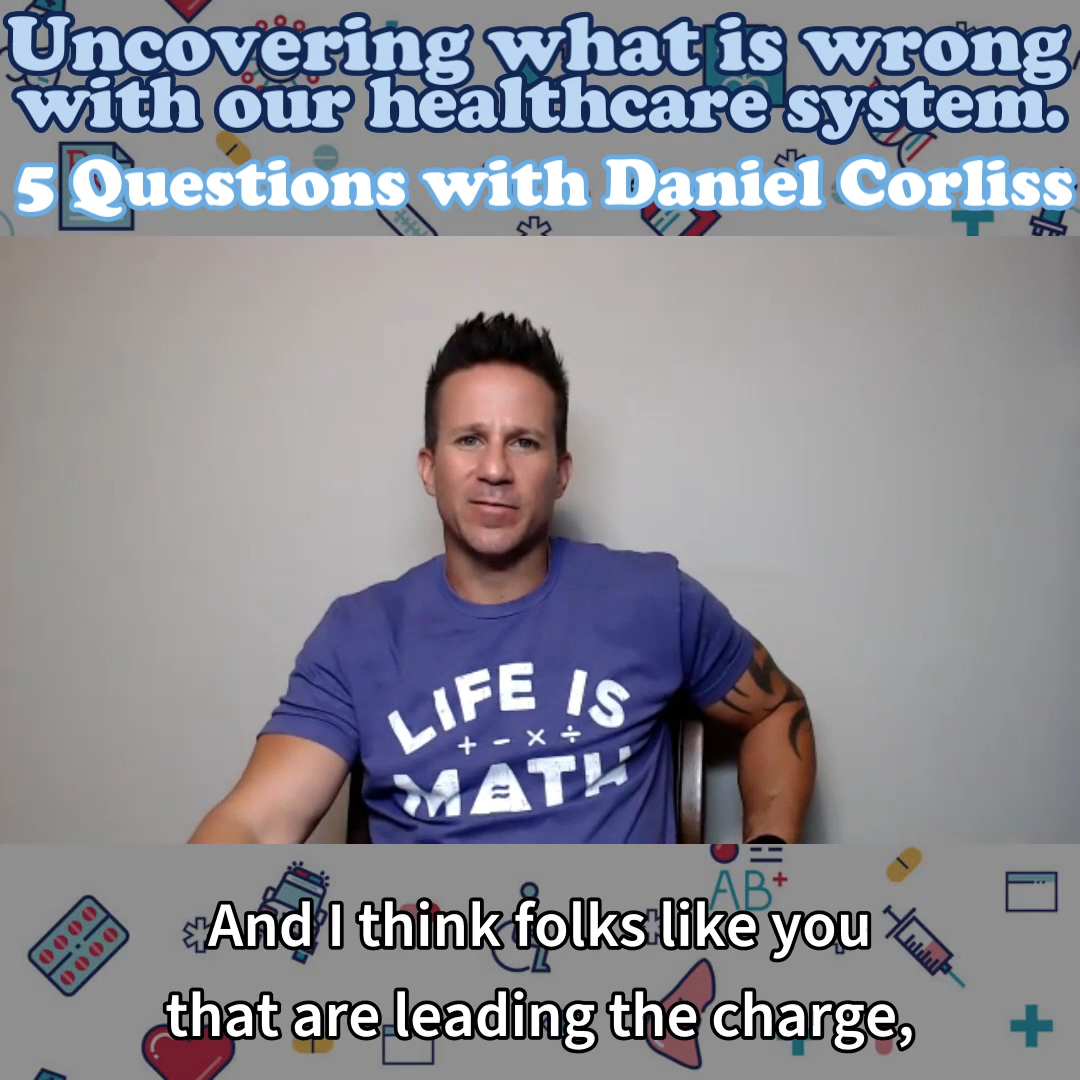 Uncovering what is wrong
with our healthcare system.
5 Questions with Daniel Corliss
LIFE IS
+ − × ÷
MATH
AB+
And I think folks like you
that are leading the charge,